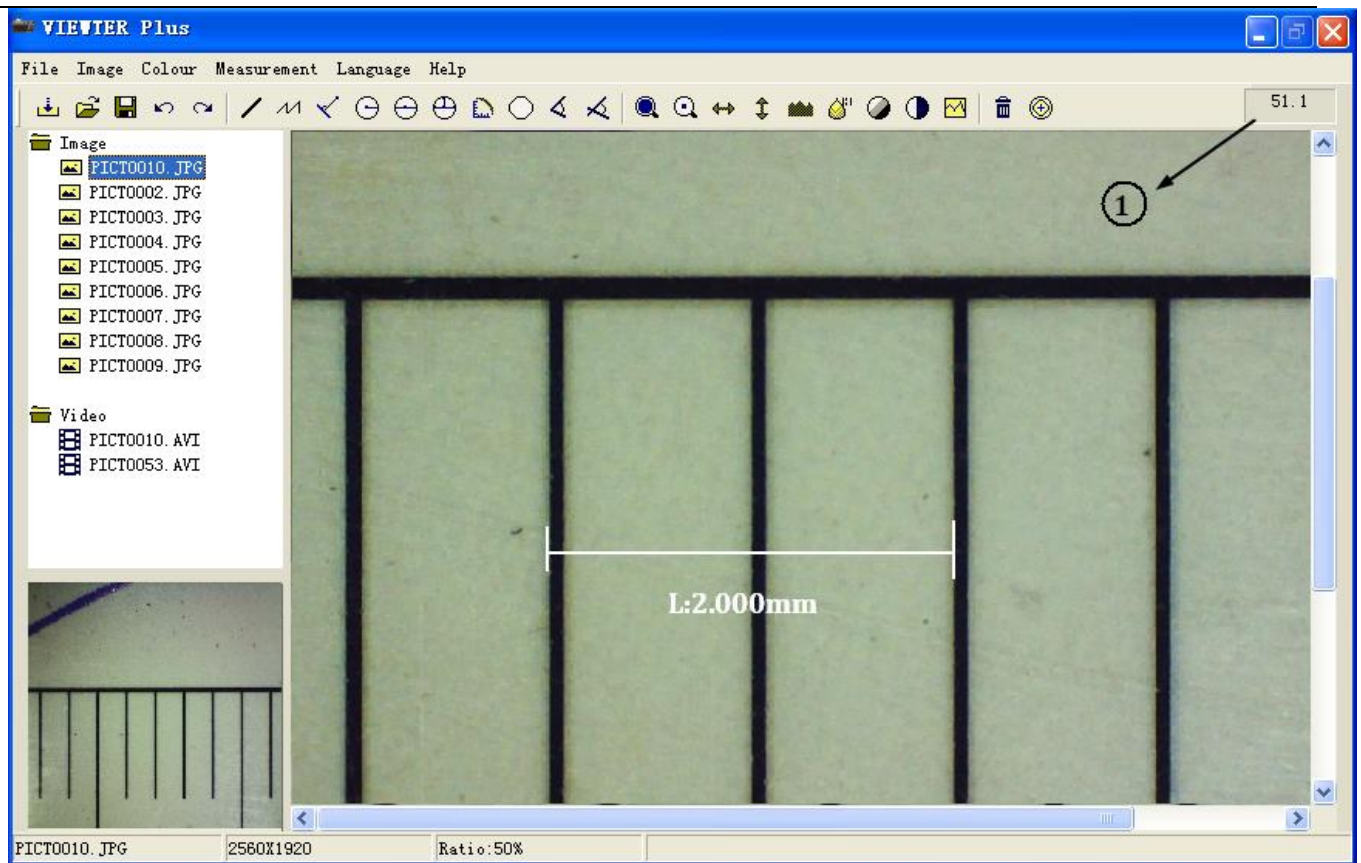 VIEWTER Plus
File Image Colour Measurement Language Help
51.1
Image
PICT0010.JPG
PICT0002.JPG
PICT0003.JPG
PICT0004.JPG
PICT0005.JPG
PICT0006.JPG
PICT0007.JPG
PICT0008.JPG
PICT0009.JPG
Video
PICT0010.AVI
PICT0053.AVI
1
L:2.000mm
PICT0010.JPG 2560X1920 Ratio:50%